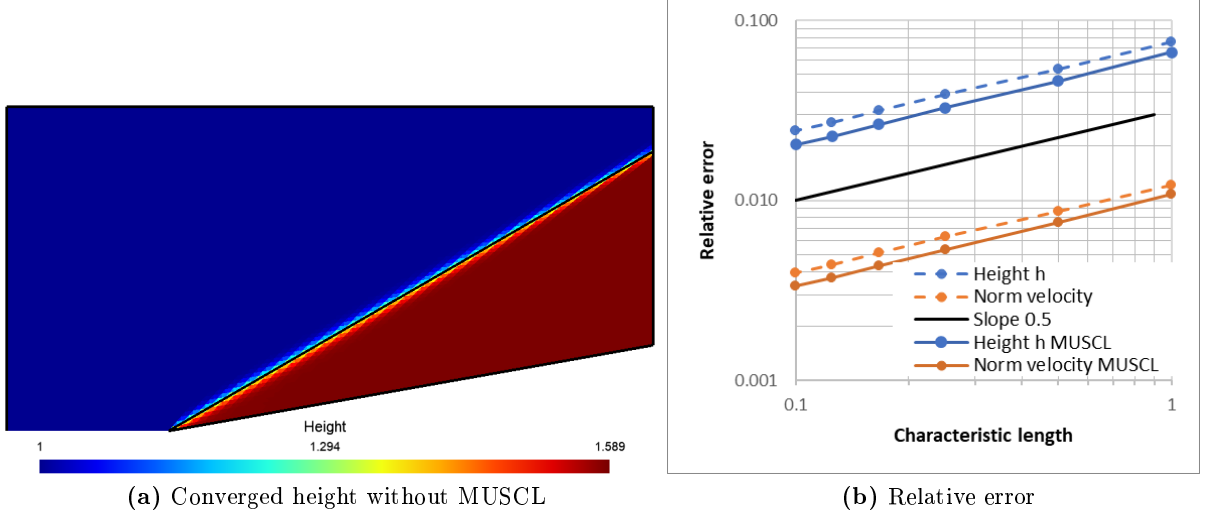 Height
1
1.294
1.589
(a) Converged height without MUSCL
0.100
0.010
0.001
Relative error
Height h
Norm velocity
Slope 0.5
Height h MUSCL
Norm velocity MUSCL
0.1
1
Characteristic length
(b) Relative error